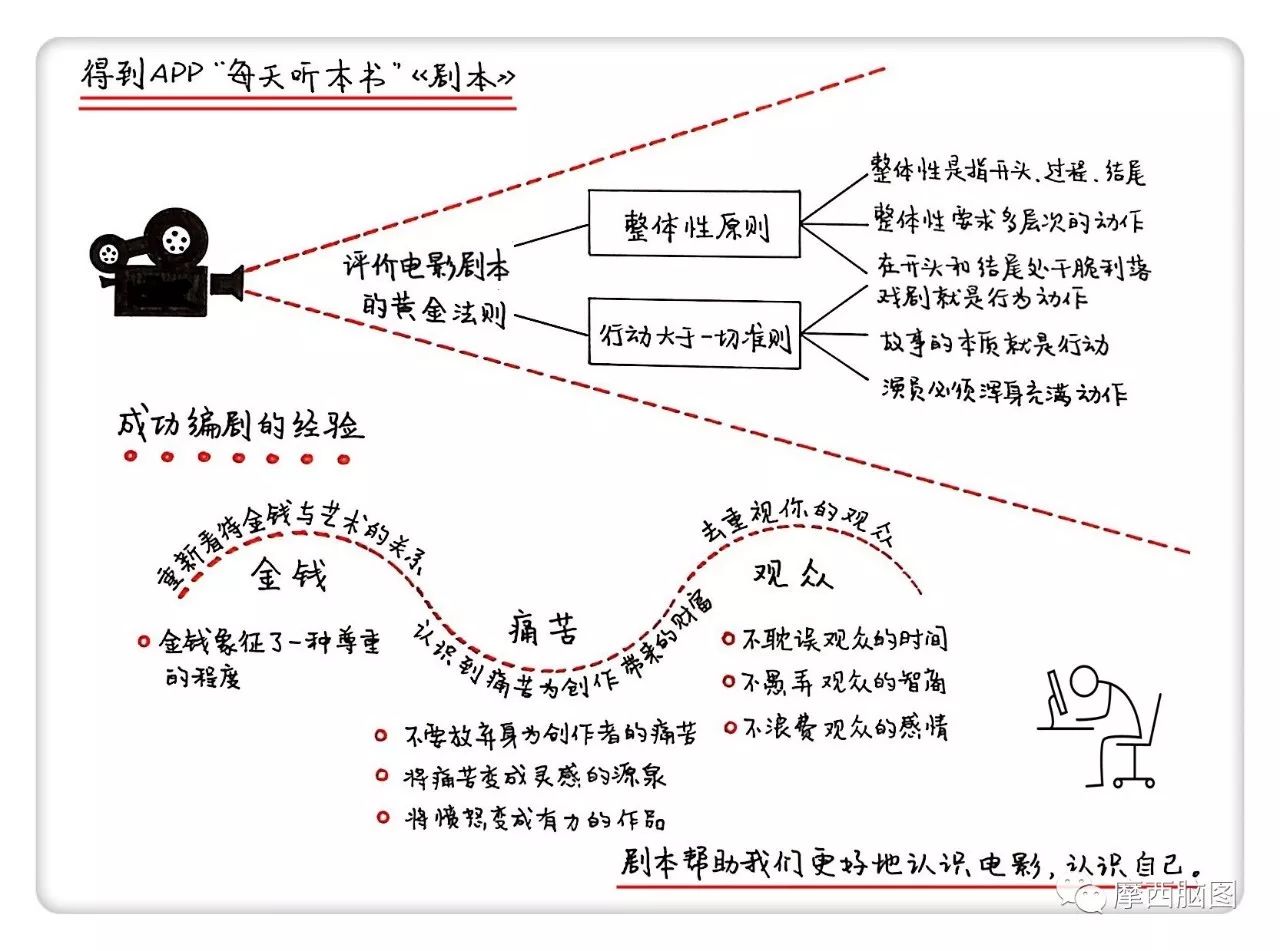 得到APP“每天听本书”《剧本》
评价电影剧本
的黄金法则
整体性原则
整体性是指开头、过程、结尾
整体性要求多层次的动作
在开头和结尾处干脆利落
行动大于一切准则
戏剧就是行为动作
故事的本质就是行动
演员必须浑身充满动作
成功编剧的经验
重新看待金钱与艺术的关系
金钱
金钱象征了一种尊重
的程度
认识到痛苦为创作带来的财富
痛苦
不要放弃身为创作者的痛苦
将痛苦变成灵感的源泉
将愤怒变成有力的作品
去重视你的观众
观众
不耽误观众的时间
不愚弄观众的智商
不浪费观众的感情
剧本帮助我们更好地认识电影,认识自己。
摩西脑图